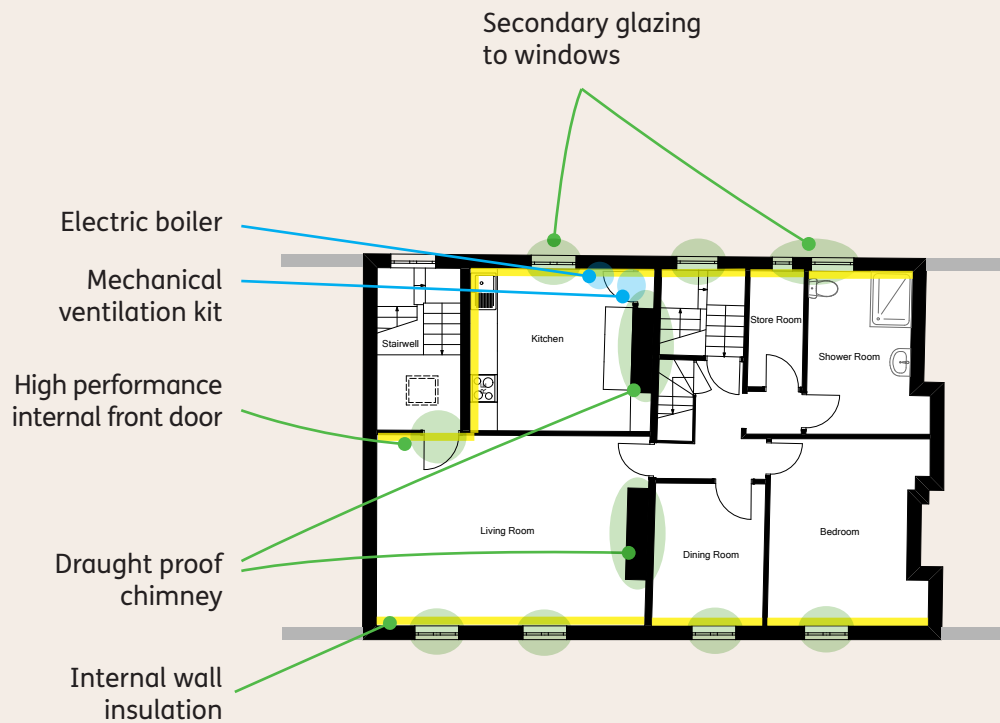 Secondary glazing
to windows
Electric boiler
Mechanical
ventilation kit
High performance
internal front door
Draught proof
chimney
Internal wall
insulation
Stairwell
Kitchen
Store Room
Shower Room
Living Room
Dining Room
Bedroom